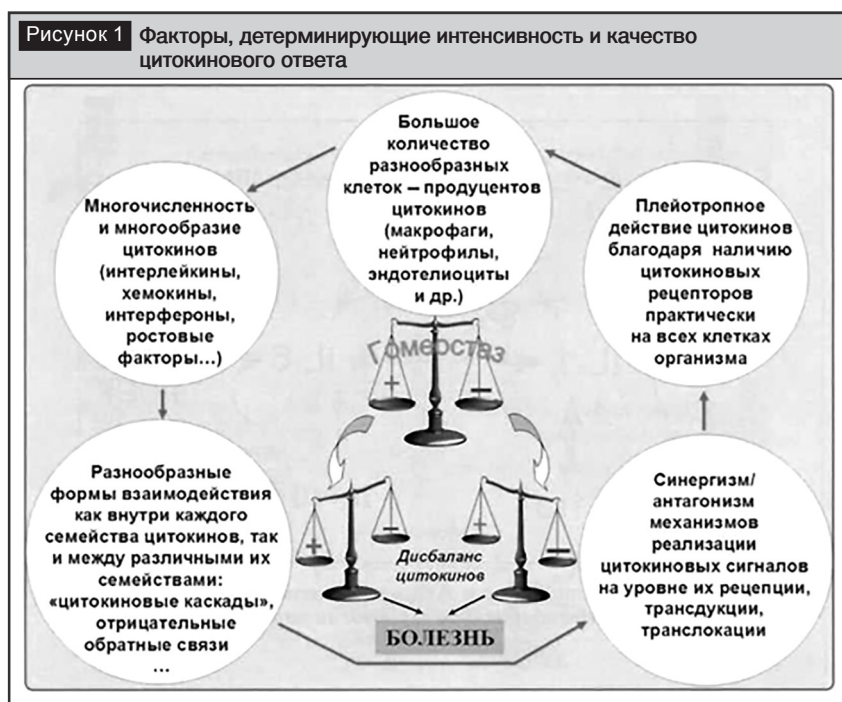 Рисунок 1 Факторы, детерминирующие интенсивность и качество
цитокинового ответа
Большое
количество
разнообразных
клеток – продуцентов
цитокинов
(макрофаги,
нейтрофилы,
эндотелиоциты
и др.)
Многочисленность
и многообразие
цитокинов
(интерлейкины,
хемокины,
интерфероны,
ростовые
факторы...)
Плейотропное
действие цитокинов
благодаря наличию
цитокиновых
рецепторов
практически
на всех клетках
организма
Гомеостаз
+ –
Разнообразные
формы взаимодействия
как внутри каждого
семейства цитокинов, так
и между различными их
семействами:
«цитокиновые каскады»,
отрицательные
обратные связи
...
+ –
+ –
Дисбаланс
цитокинов
БОЛЕЗНЬ
Синергизм/
антагонизм
механизмов
реализации
цитокиновых сигналов
на уровне их рецепции,
трансдукции,
транслокации